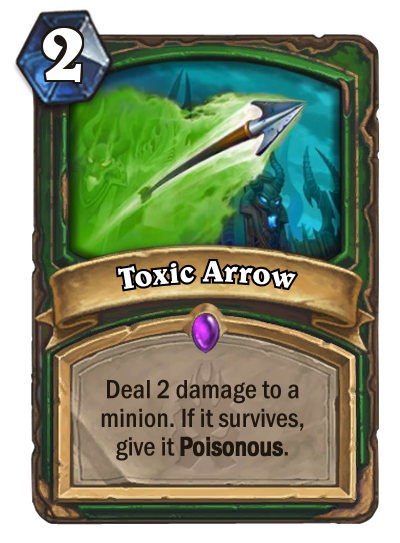 2
Toxic Arrow
Deal 2 damage to a
minion. If it survives,
give it Poisonous.